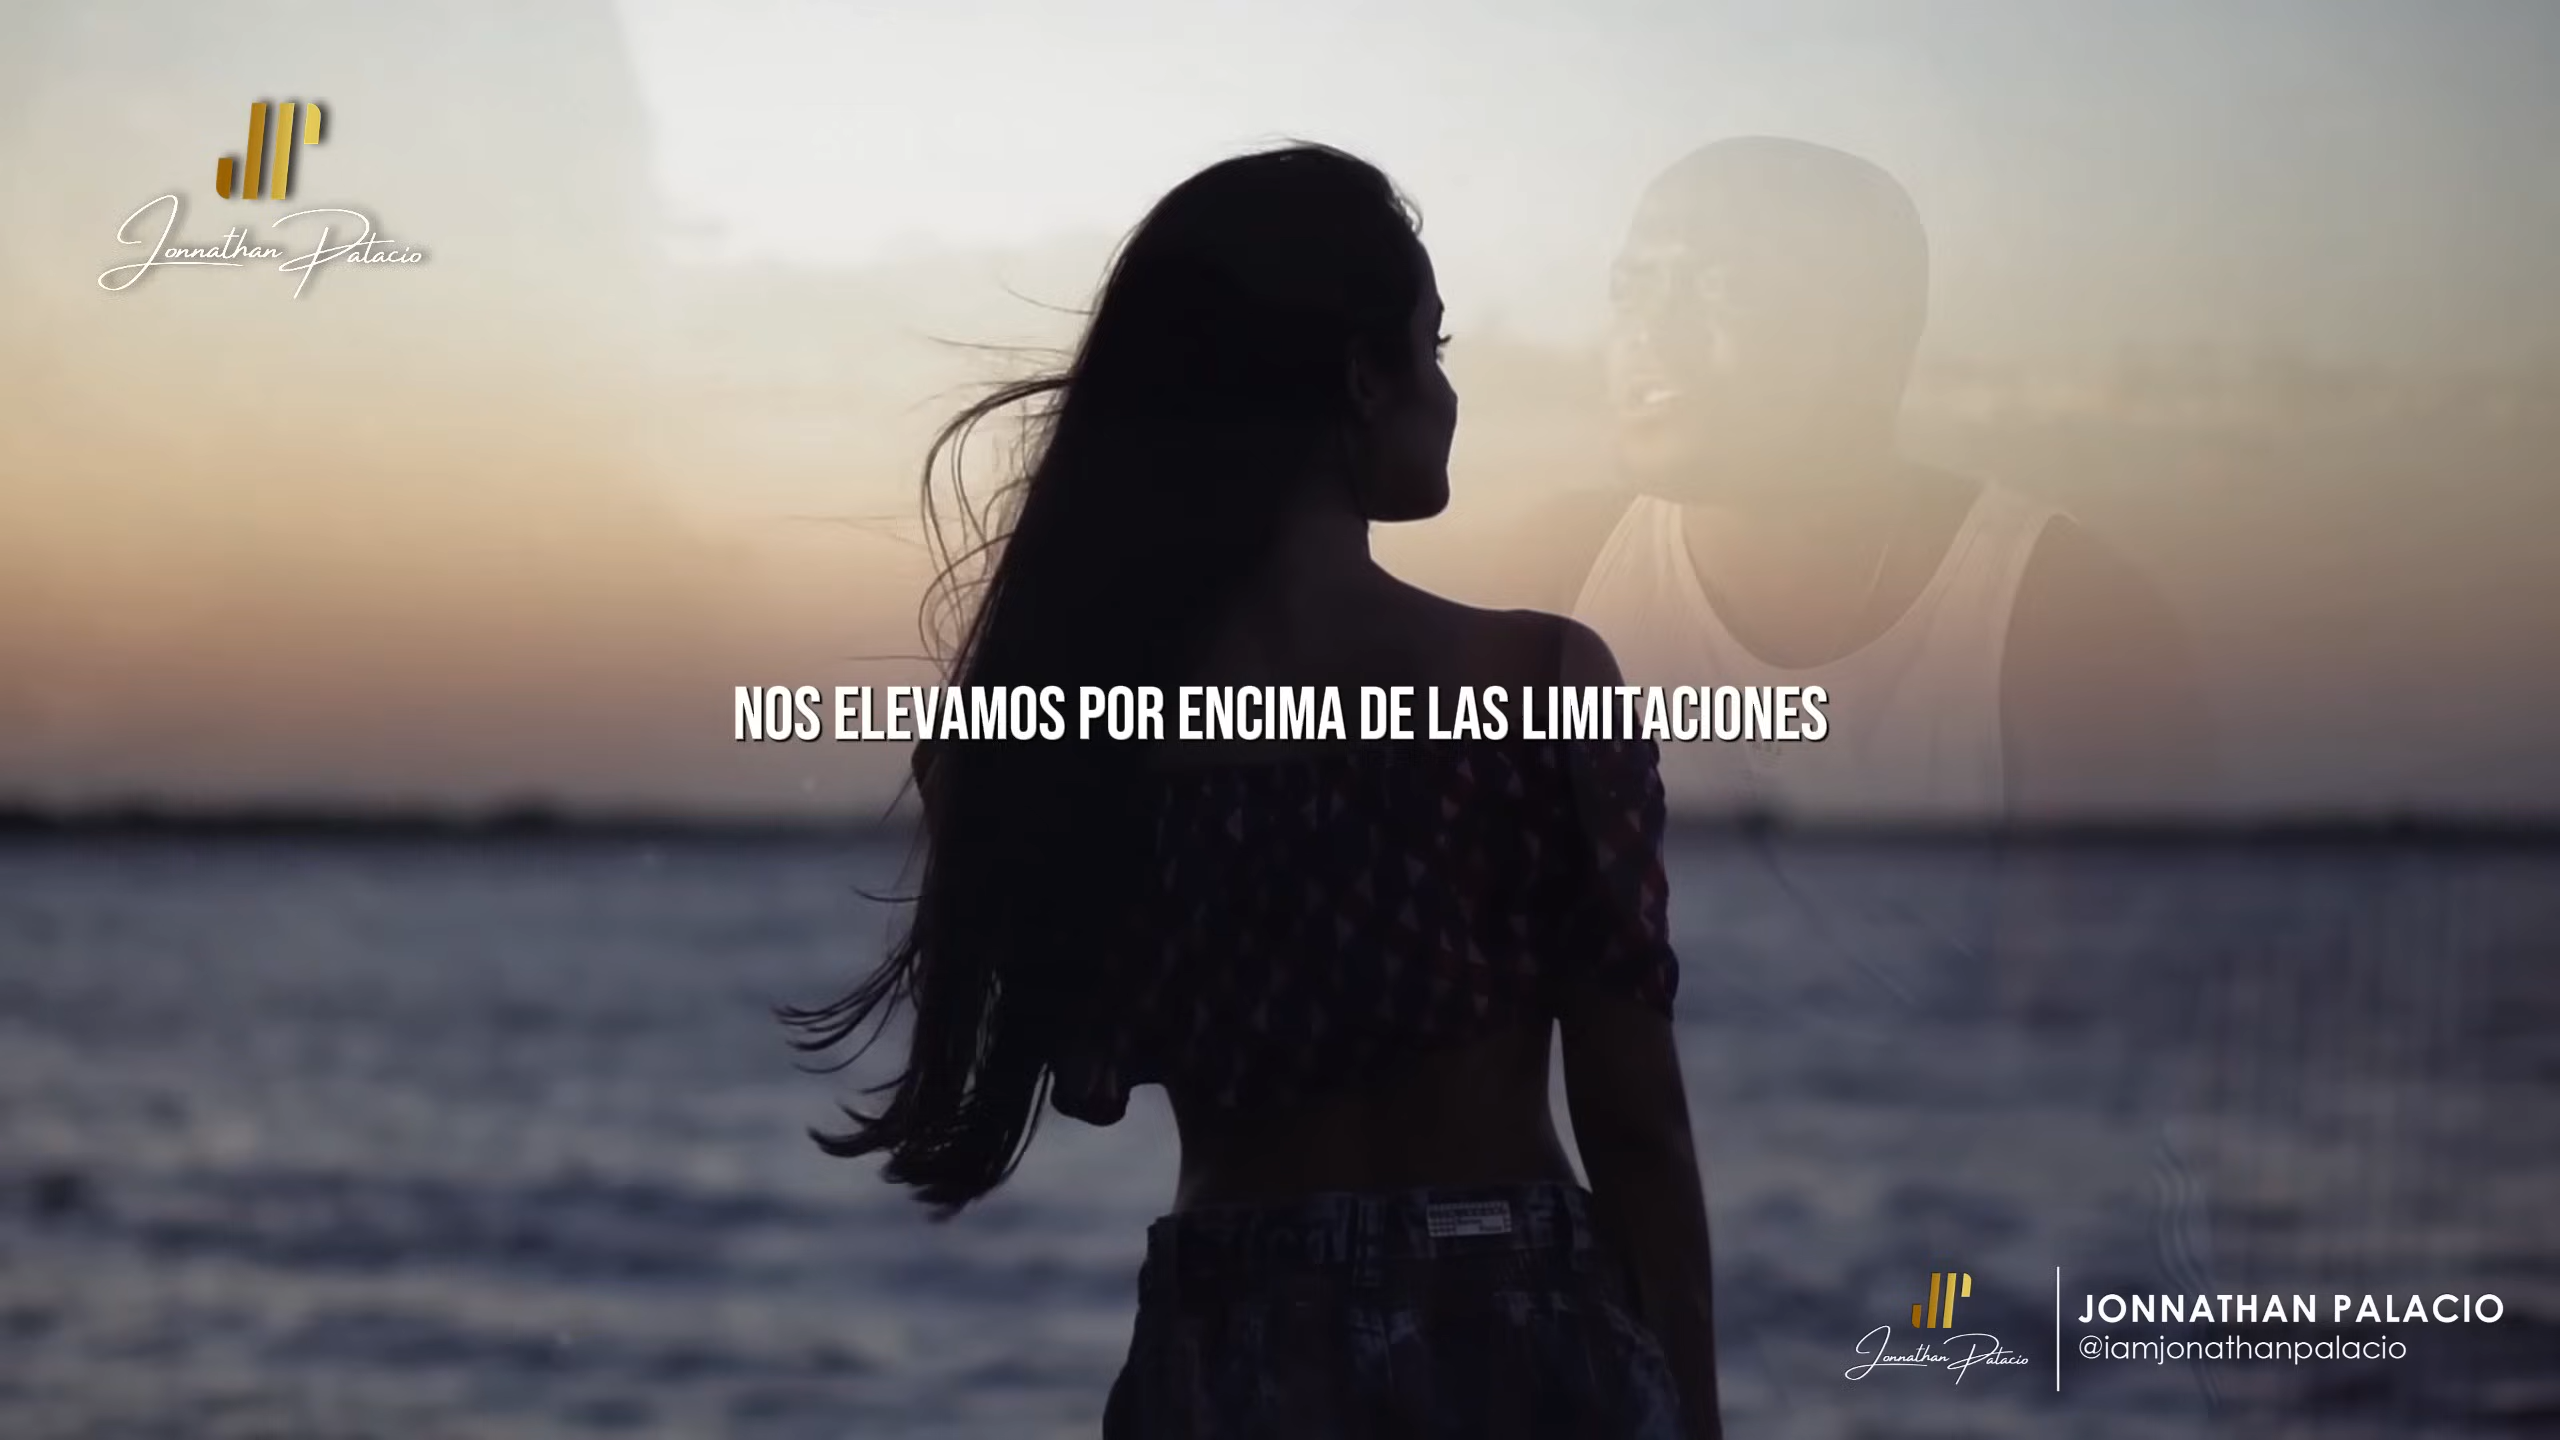 Jonnathan Palacio
NOS ELEVAMOS POR ENCIMA DE LAS LIMITACIONES
Jonnathan Palacio
JONNATHAN PALACIO
@iamjonathanpalacio